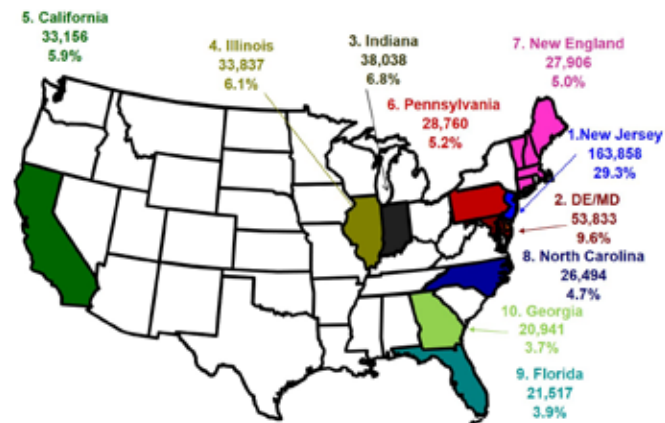 5. California
33,156
5.9%
4. Illinois
33,837
6.1%
3. Indiana
38,038
6.8%
7. New England
27,906
5.0%
6. Pennsylvania
28,760
5.2%
1.New Jersey
163,858
29.3%
2. DE/MD
53,833
9.6%
8. North Carolina
26,494
4.7%
10. Georgia
20,941
3.7%
9. Florida
21,517
3.9%